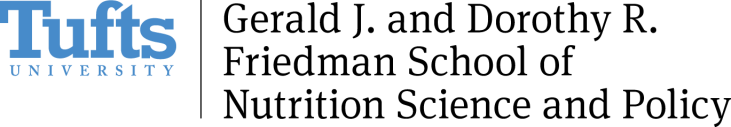 Tufts
UNIVERSITY
Gerald J. and Dorothy R.
Friedman School of
Nutrition Science and Policy